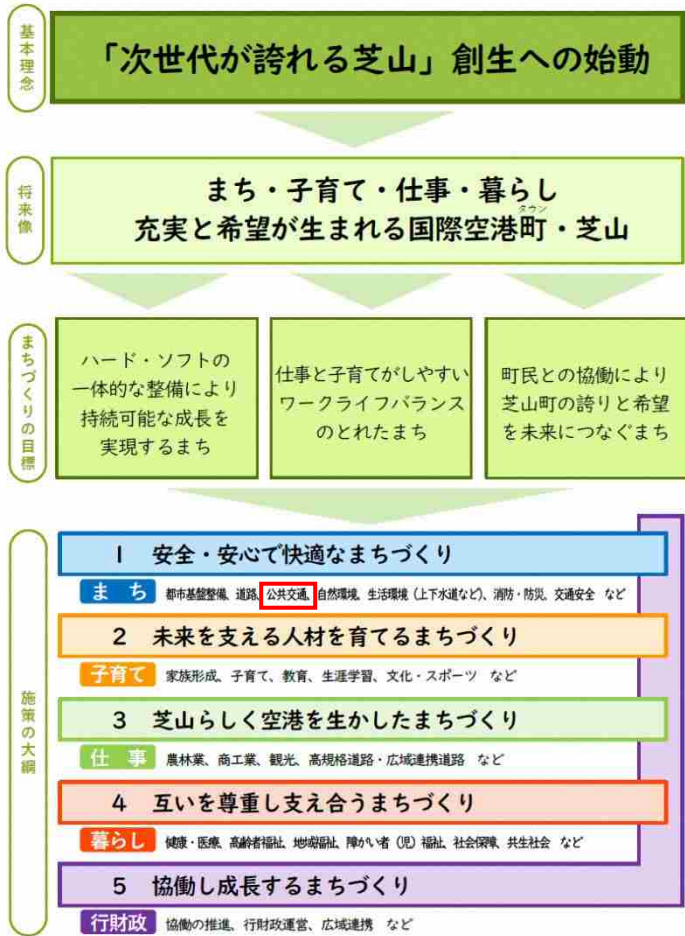 基本理念
「次世代が誇れる芝山」創生への始動
将来像
まち・子育て・仕事・暮らし
タウン
充実と希望が生まれる国際空港町・芝山
まちづくりの目標
ハード・ソフトの
一体的な整備により
持続可能な成長を
実現するまち
仕事と子育てがしやすい
ワークライフバランス
のとれたまち
町民との協働により
芝山町の誇りと希望
を未来につなぐまち
施策の大綱
1 安全・安心で快適なまちづくり
まち 都市基盤整備、道路、公共交通、自然環境、生活環境(上下水道など)、消防・防災、交通安全 など
2 未来を支える人材を育てるまちづくり
子育て 家族形成、子育て、教育、生涯学習、文化・スポーツ など
3 芝山らしく空港を生かしたまちづくり
仕事 農林業、商工業、観光、高規格道路・広域連携道路 など
4 互いを尊重し支え合うまちづくり
暮らし 健康・医療、高齢者福祉、地域福祉、障がい者(児)福祉、社会保障、共生社会 など
5 協働し成長するまちづくり
行財政 協働の推進、行財政運営、広域連携 など